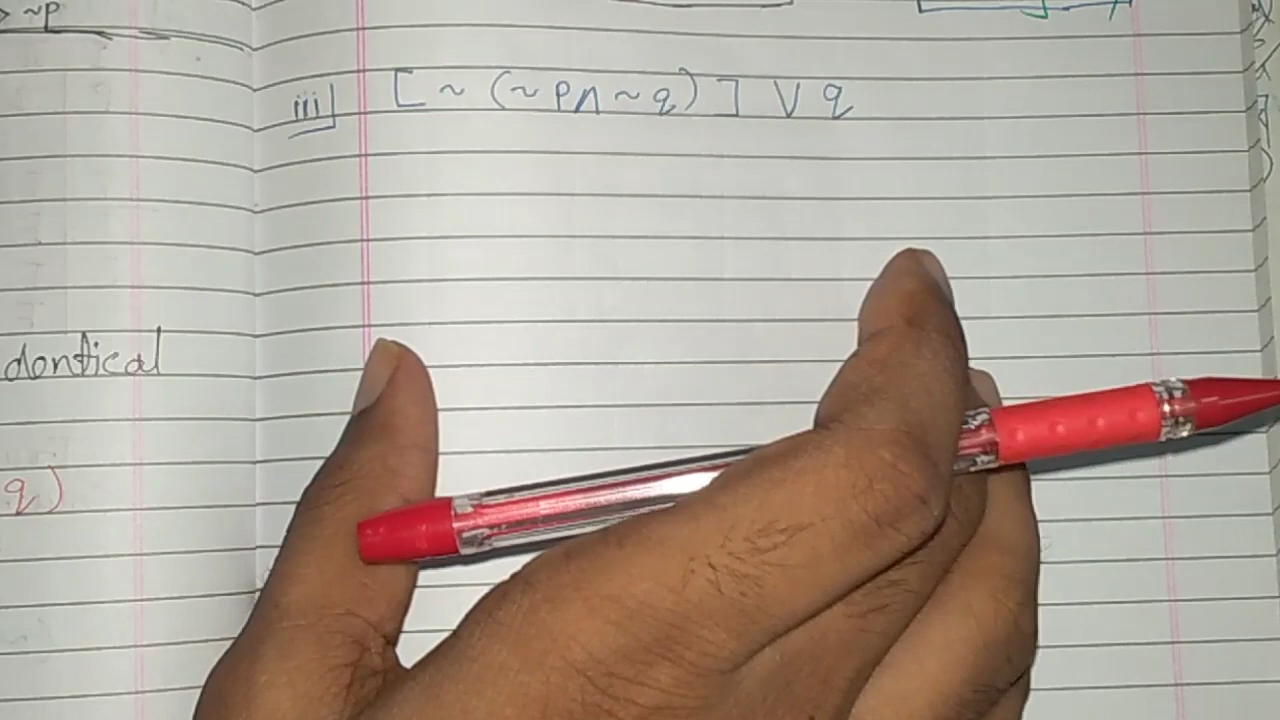 > ~p
iii] [ ~ (~p ∧ ~q) ] ∨ q
dentical
q)